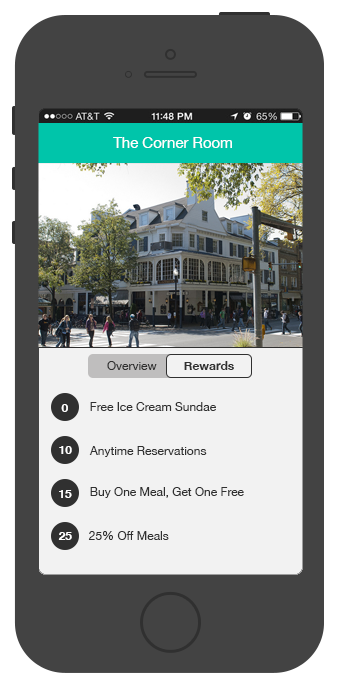 ●●○○○ AT&T 11:48 PM 65%
The Corner Room
Overview Rewards
0 Free Ice Cream Sundae
10 Anytime Reservations
15 Buy One Meal, Get One Free
25 25% Off Meals